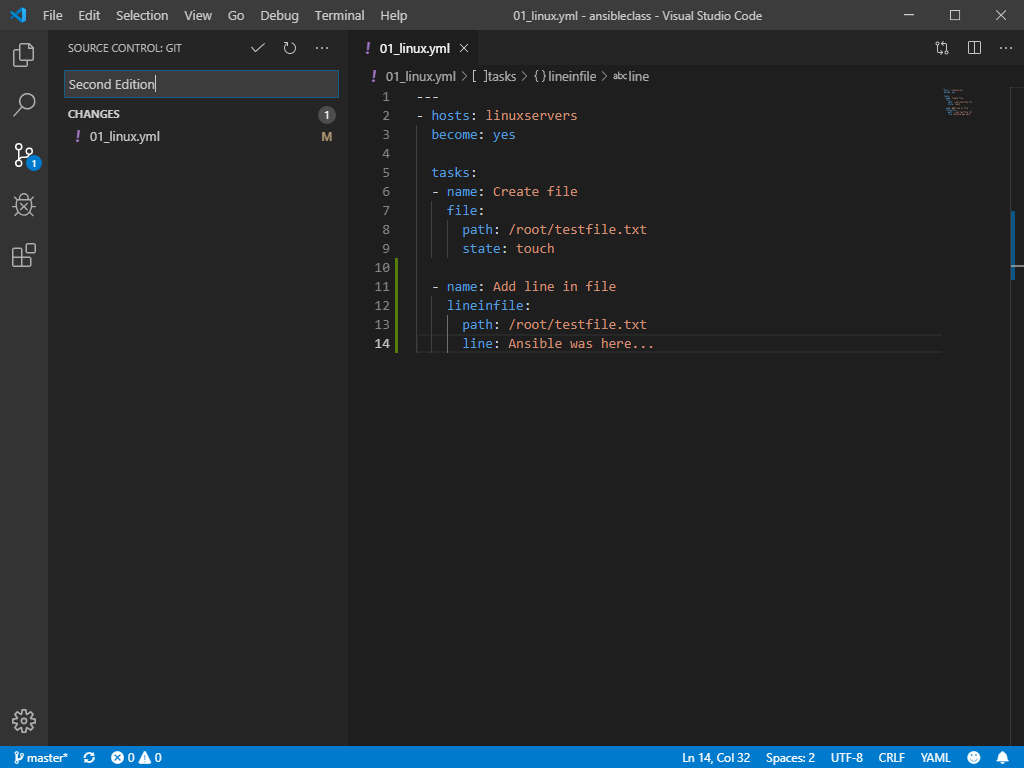 File Edit Selection View Go Debug Terminal Help 01_linux.yml - ansibleclass - Visual Studio Code
SOURCE CONTROL: GIT
Second Edition
CHANGES 1
! 01_linux.yml M
1
! 01_linux.yml
! 01_linux.yml > [ ]tasks > { }lineinfile > abc line
1 ---
2 - hosts: linuxservers
3 become: yes
4
5 tasks:
6 - name: Create file
7 file:
8 path: /root/testfile.txt
9 state: touch
10
11 - name: Add line in file
12 lineinfile:
13 path: /root/testfile.txt
14 line: Ansible was here...
master* 0 0 Ln 14, Col 32 Spaces: 2 UTF-8 CRLF YAML